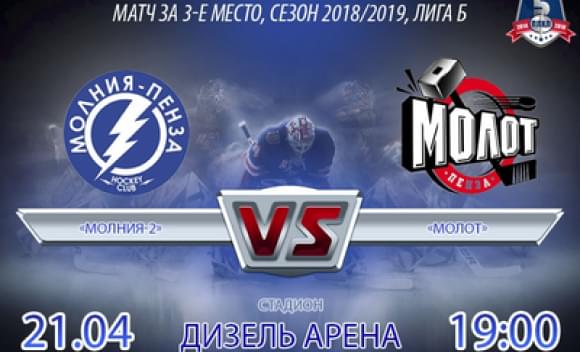 МАТЧ ЗА 3-Е МЕСТО, СЕЗОН 2018/2019, ЛИГА Б
МОЛНИЯ-ПЕНЗА
HOCKEY
CLUB
МОЛОТ
ПЕНЗА
«МОЛНИЯ-2»
VS
«МОЛОТ»
СТАДИОН
21.04
ДИЗЕЛЬ АРЕНА
19:00